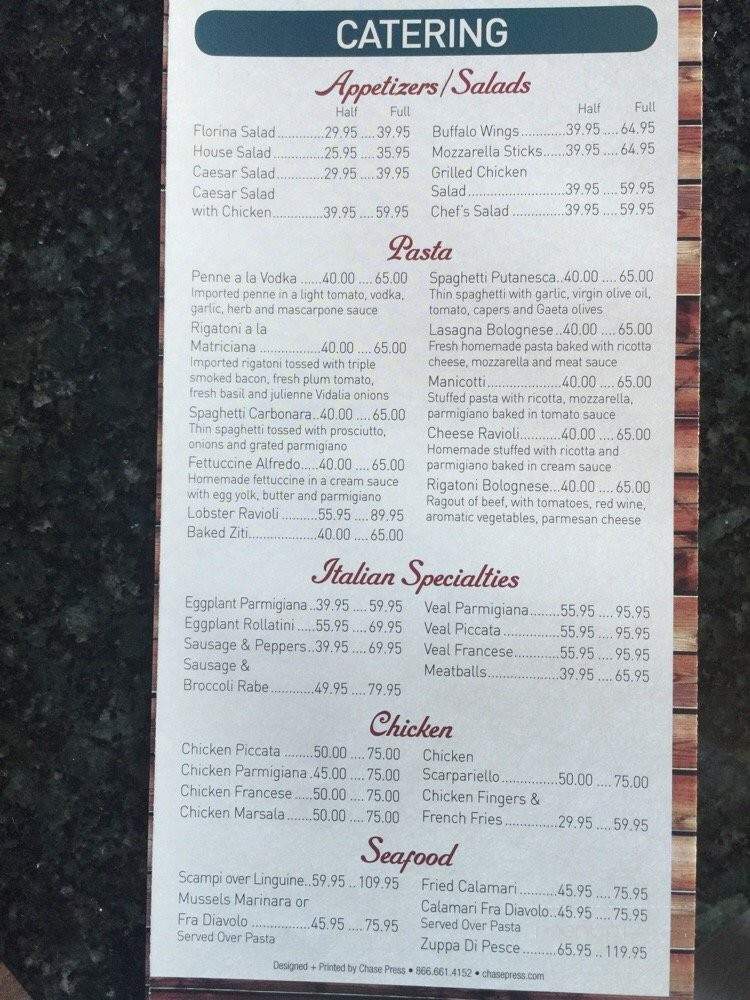 CATERING
Appetizers/Salads
Half Full
Florina Salad............29.95....39.95
House Salad.............25.95....35.95
Caesar Salad............29.95....39.95
Caesar Salad
with Chicken.............39.95....59.95
Half Full
Buffalo Wings............39.95....64.95
Mozzarella Sticks......39.95....64.95
Grilled Chicken
Salad........................39.95....59.95
Chef's Salad..............39.95....59.95
Pasta
Penne a la Vodka......40.00....65.00
Imported penne in a light tomato, vodka,
garlic, herb and mascarpone sauce
Rigatoni a la
Matriciana................40.00....65.00
Imported rigatoni tossed with triple
smoked bacon, fresh plum tomato,
fresh basil and julienne Vidalia onions
Spaghetti Carbonara..40.00....65.00
Thin spaghetti tossed with prosciutto,
onions and grated parmigiano
Fettuccine Alfredo.....40.00....65.00
Homemade fettuccine in a cream sauce
with egg yolk, butter and parmigiano
Lobster Ravioli..........55.95....89.95
Baked Ziti..................40.00....65.00
Spaghetti Putanesca..40.00....65.00
Thin spaghetti with garlic, virgin olive oil,
tomato, capers and Gaeta olives
Lasagna Bolognese..40.00....65.00
Fresh homemade pasta baked with ricotta
cheese, mozzarella and meat sauce
Manicotti...................40.00....65.00
Stuffed pasta with ricotta, mozzarella,
parmigiano baked in tomato sauce
Cheese Ravioli...........40.00....65.00
Homemade stuffed with ricotta and
parmigiano baked in cream sauce
Rigatoni Bolognese...40.00....65.00
Ragout of beef, with tomatoes, red wine,
aromatic vegetables, parmesan cheese
Italian Specialties
Eggplant Parmigiana..39.95....59.95
Eggplant Rollatini.....55.95....69.95
Sausage & Peppers..39.95....69.95
Sausage &
Broccoli Rabe............49.95....79.95
Veal Parmigiana........55.95....95.95
Veal Piccata..............55.95....95.95
Veal Francese............55.95....95.95
Meatballs...................39.95....65.95
Chicken
Chicken Piccata........50.00....75.00
Chicken Parmigiana.45.00....75.00
Chicken Francese.....50.00....75.00
Chicken Marsala.......50.00....75.00
Chicken
Scarpariello...............50.00....75.00
Chicken Fingers &
French Fries..............29.95....59.95
Seafood
Scampi over Linguine..59.95..109.95
Mussels Marinara or
Fra Diavolo................45.95....75.95
Served Over Pasta
Fried Calamari..........45.95....75.95
Calamari Fra Diavolo..45.95....75.95
Served Over Pasta
Zuppa Di Pesce.........65.95..119.95
Designed + Printed by Chase Press • 866.661.4152 • chasepress.com